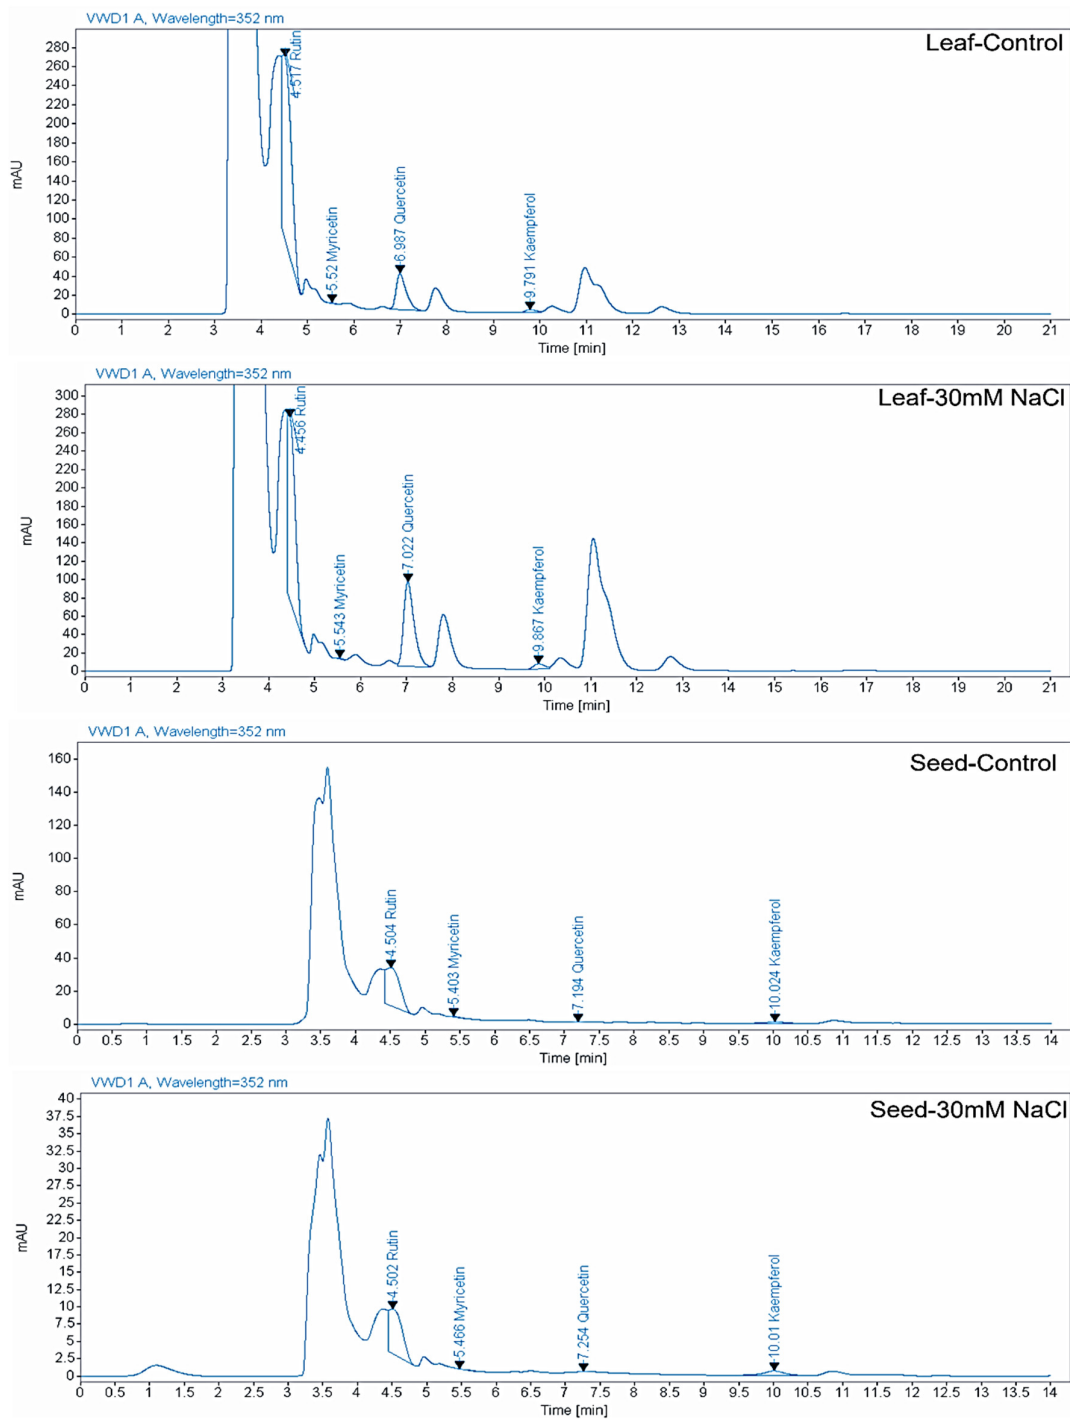 VWD1 A, Wavelength=352 nm
Leaf-Control
280
260
240
220
200
180
160
140
120
100
80
60
40
20
0
mAU
4.517 Rutin
5.52 Myricetin
6.987 Quercetin
9.791 Kaempferol
0 1 2 3 4 5 6 7 8 9 10 11 12 13 14 15 16 17 18 19 20 21
Time [min]
VWD1 A, Wavelength=352 nm
Leaf-30mM NaCl
300
280
260
240
220
200
180
160
140
120
100
80
60
40
20
0
mAU
4.456 Rutin
5.543 Myricetin
7.022 Quercetin
9.867 Kaempferol
0 1 2 3 4 5 6 7 8 9 10 11 12 13 14 15 16 17 18 19 20 21
Time [min]
VWD1 A, Wavelength=352 nm
Seed-Control
160
140
120
100
80
60
40
20
0
mAU
4.504 Rutin
5.403 Myricetin
7.194 Quercetin
10.024 Kaempferol
0 0.5 1 1.5 2 2.5 3 3.5 4 4.5 5 5.5 6 6.5 7 7.5 8 8.5 9 9.5 10 10.5 11 11.5 12 12.5 13 13.5 14
Time [min]
VWD1 A, Wavelength=352 nm
Seed-30mM NaCl
40
37.5
35
32.5
30
27.5
25
22.5
20
17.5
15
12.5
10
7.5
5
2.5
0
mAU
4.502 Rutin
5.466 Myricetin
7.254 Quercetin
10.01 Kaempferol
0 0.5 1 1.5 2 2.5 3 3.5 4 4.5 5 5.5 6 6.5 7 7.5 8 8.5 9 9.5 10 10.5 11 11.5 12 12.5 13 13.5 14
Time [min]